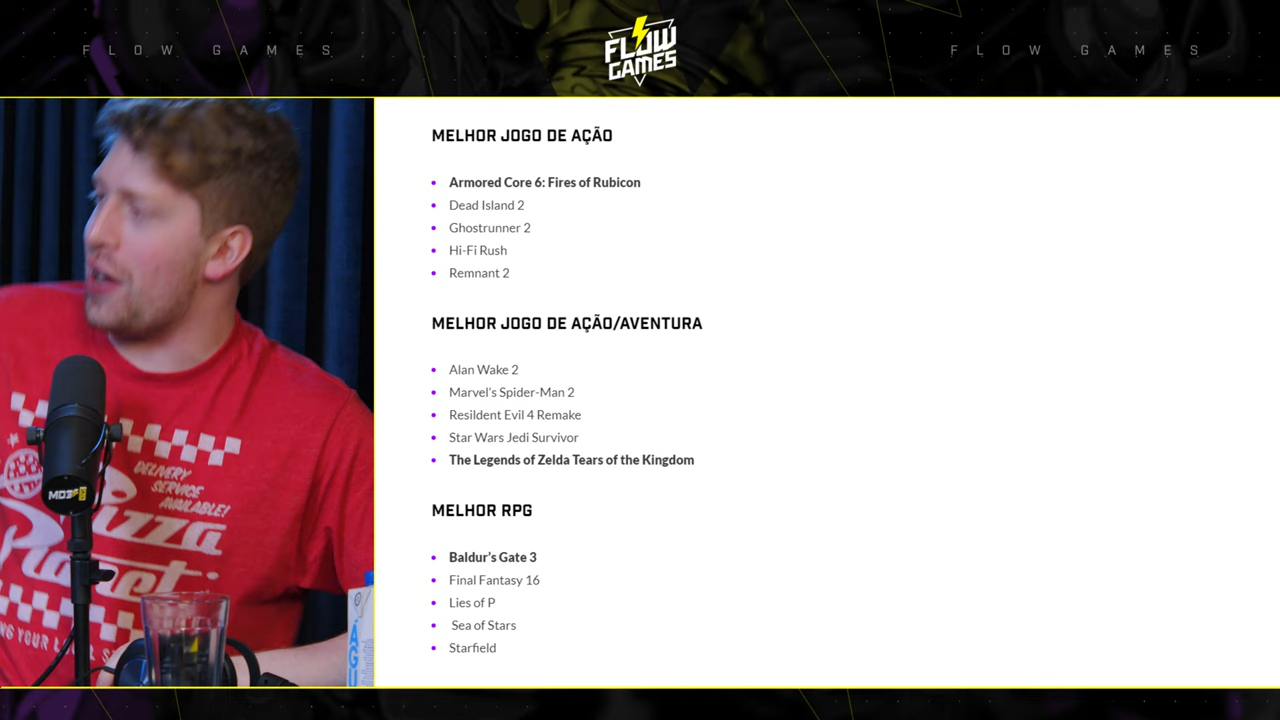 FLOW GAMES
FLOW
GAMES
FLOW GAMES
MELHOR JOGO DE AÇÃO
Armored Core 6: Fires of Rubicon
Dead Island 2
Ghostrunner 2
Hi-Fi Rush
Remnant 2
MELHOR JOGO DE AÇÃO/AVENTURA
Alan Wake 2
Marvel's Spider-Man 2
Resildent Evil 4 Remake
Star Wars Jedi Survivor
The Legends of Zelda Tears of the Kingdom
MELHOR RPG
Baldur's Gate 3
Final Fantasy 16
Lies of P
Sea of Stars
Starfield
DELIVERY
SERVICE
AVAILABLE!
Pizza
Planet
YOUR